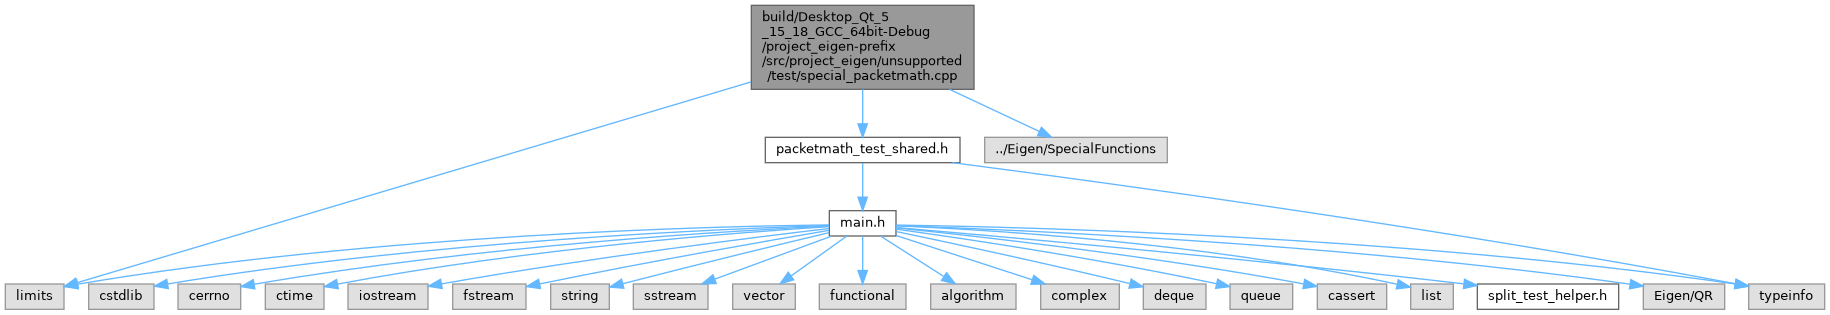 build/Desktop_Qt_5
_15_18_GCC_64bit-Debug
/project_eigen-prefix
/src/project_eigen/unsupported
/test/special_packetmath.cpp
packetmath_test_shared.h
../Eigen/SpecialFunctions
main.h
limits
cstdlib
cerrno
ctime
iostream
fstream
string
sstream
vector
functional
algorithm
complex
deque
queue
cassert
list
split_test_helper.h
Eigen/QR
typeinfo